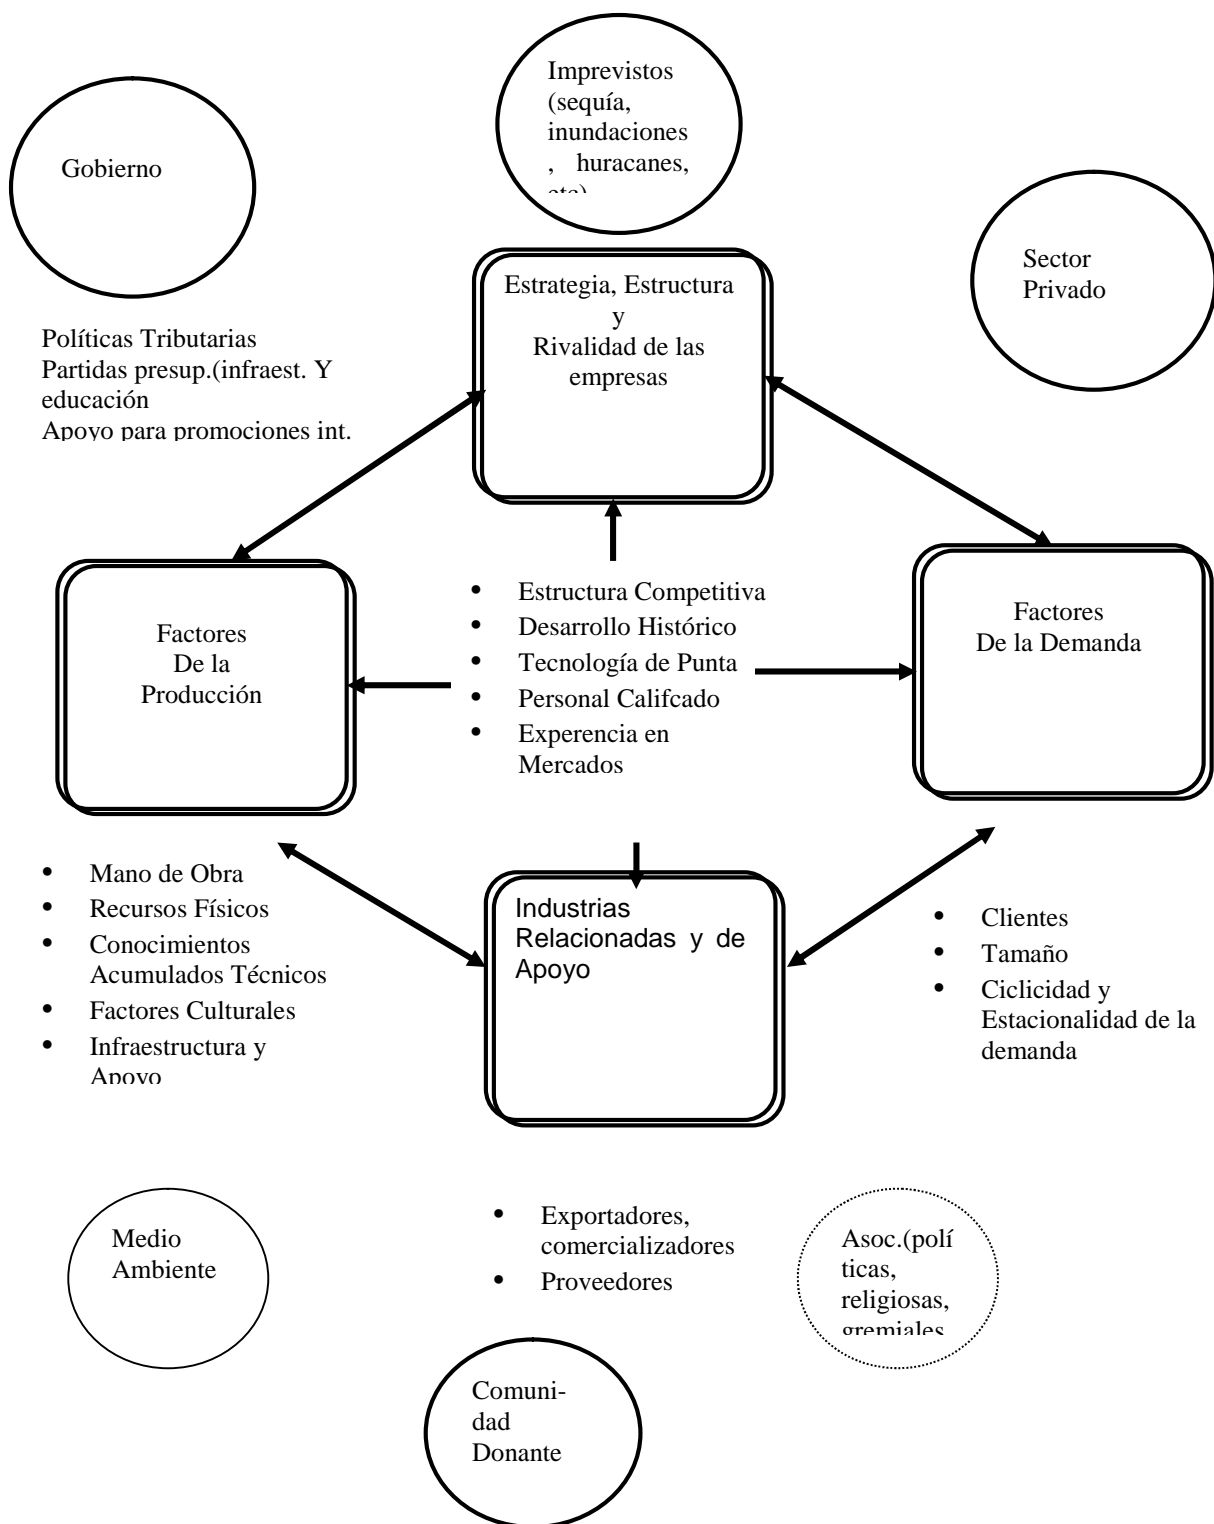 Imprevistos
(sequía,
inundaciones
, huracanes,
etc)
Gobierno
Sector
Privado
Estrategia, Estructura
y
Rivalidad de las
empresas
Políticas Tributarias
Partidas presup.(infraest. Y
educación
Apoyo para promociones int.
Factores
De la
Producción
• Estructura Competitiva
• Desarrollo Histórico
• Tecnología de Punta
• Personal Califcado
• Experencia en
Mercados
Factores
De la Demanda
• Mano de Obra
• Recursos Físicos
• Conocimientos
Acumulados Técnicos
• Factores Culturales
• Infraestructura y
Apoyo
Industrias
Relacionadas y de
Apoyo
• Clientes
• Tamaño
• Ciclicidad y
Estacionalidad de la
demanda
Medio
Ambiente
• Exportadores,
comercializadores
• Proveedores
Asoc.(polí
ticas,
religiosas,
gremiales
Comuni-
dad
Donante